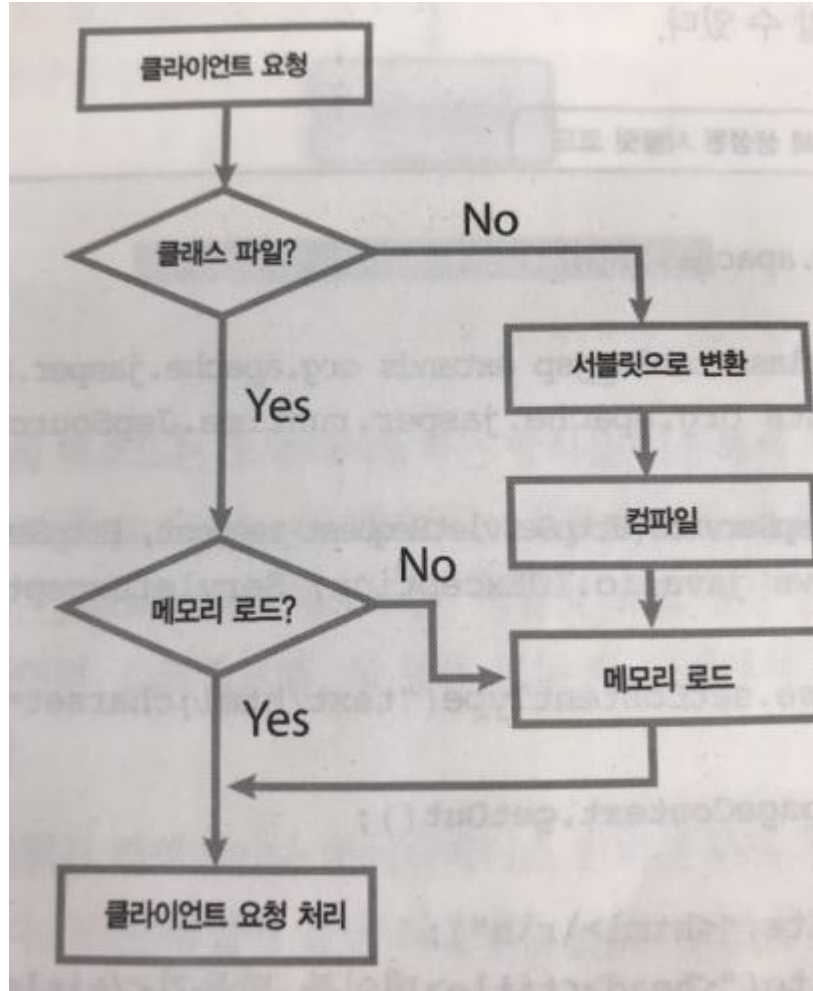 클라이언트 요청
클래스 파일?
No
서블릿으로 변환
Yes
컴파일
메모리 로드?
No
메모리 로드
Yes
클라이언트 요청 처리